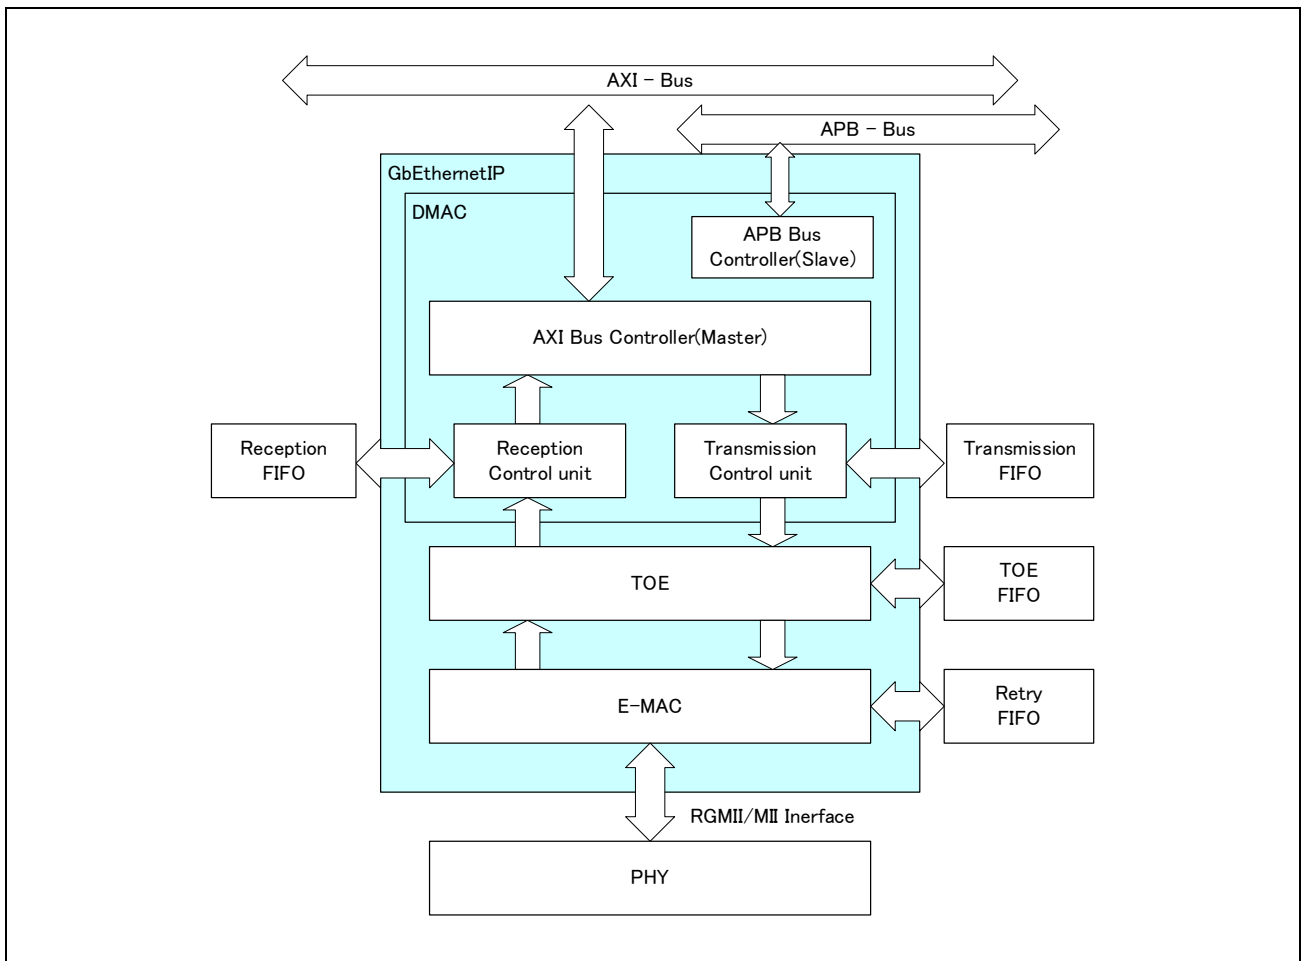 AXI - Bus
APB - Bus
GbEthernetIP
DMAC
APB Bus
Controller(Slave)
AXI Bus Controller(Master)
Reception
FIFO
Reception
Control unit
Transmission
Control unit
Transmission
FIFO
TOE
TOE
FIFO
E-MAC
Retry
FIFO
RGMII/MII Inerface
PHY